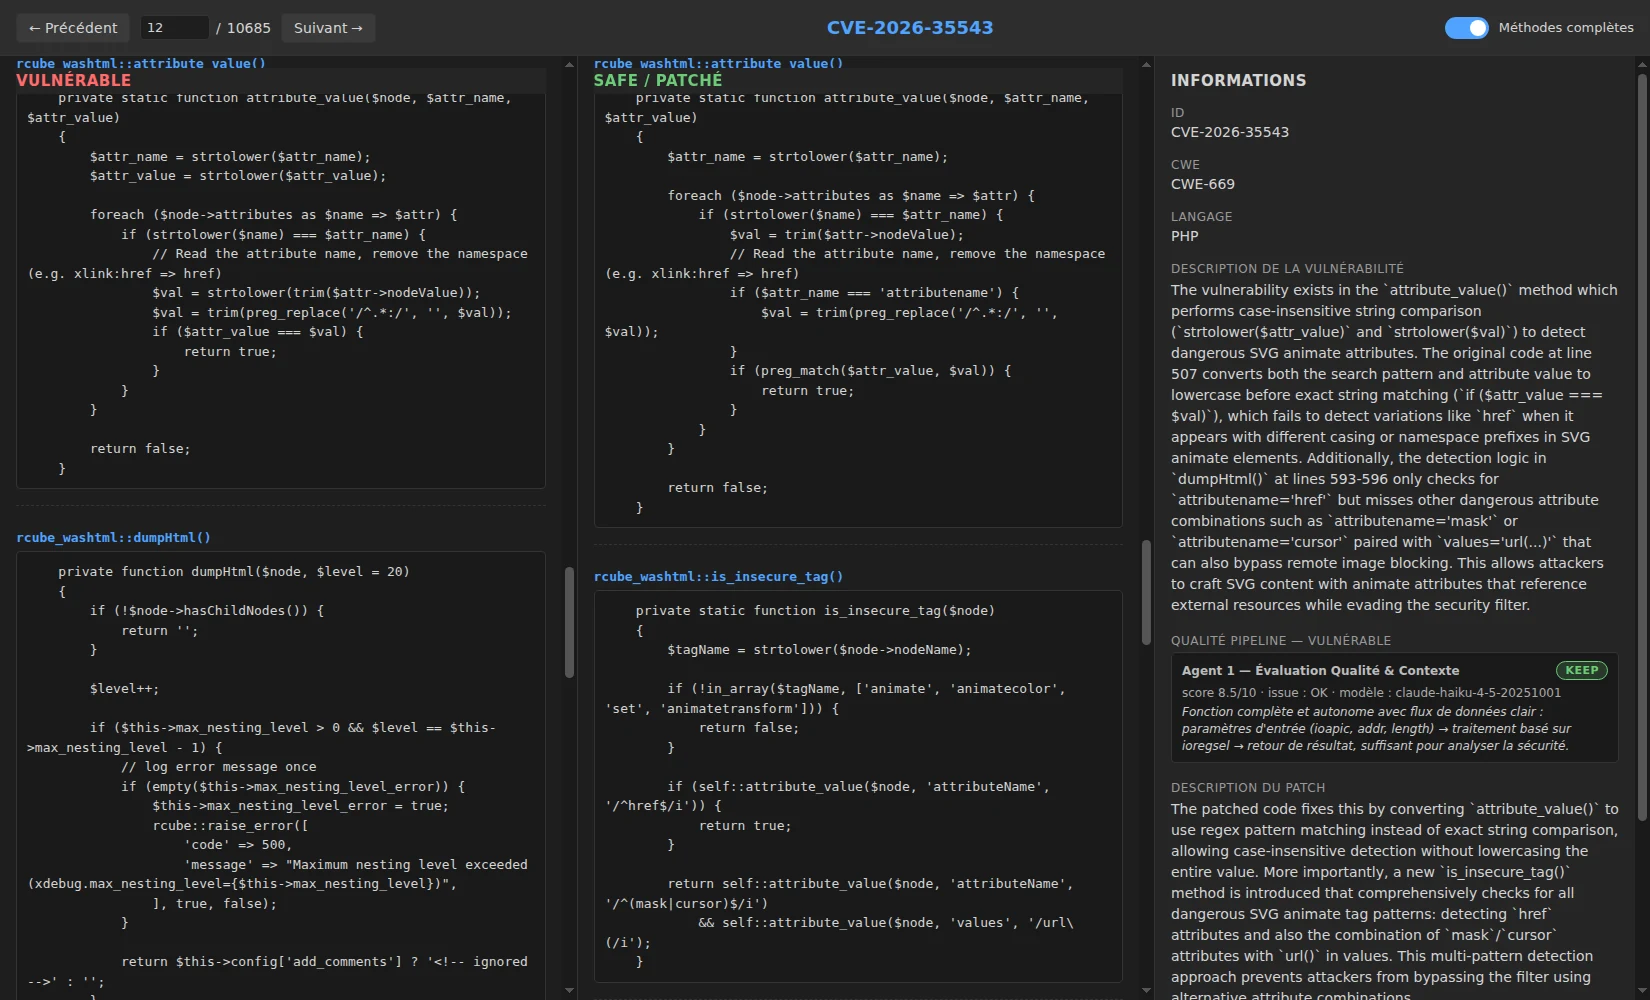 ← Précédent
12
/ 10685
Suivant →
CVE-2026-35543
Méthodes complètes
rcube_washtml::attribute_value()
VULNÉRABLE
    private static function attribute_value($node, $attr_name,
$attr_value)
    {
        $attr_name = strtolower($attr_name);
        $attr_value = strtolower($attr_value);

        foreach ($node->attributes as $name => $attr) {
            if (strtolower($name) === $attr_name) {
                // Read the attribute name, remove the namespace
(e.g. xlink:href => href)
                $val = strtolower(trim($attr->nodeValue));
                $val = trim(preg_replace('/^.*:/', '', $val));
                if ($attr_value === $val) {
                    return true;
                }
            }
        }

        return false;
    }
rcube_washtml::dumpHtml()
    private function dumpHtml($node, $level = 20)
    {
        if (!$node->hasChildNodes()) {
            return '';
        }

        $level++;

        if ($this->max_nesting_level > 0 && $level == $this-
>max_nesting_level - 1) {
            // log error message once
            if (empty($this->max_nesting_level_error)) {
                $this->max_nesting_level_error = true;
                rcube::raise_error([
                    'code' => 500,
                    'message' => "Maximum nesting level exceeded
(xdebug.max_nesting_level={$this->max_nesting_level})",
                ], true, false);
            }

            return $this->config['add_comments'] ? '<!-- ignored
-->' : '';
        }
rcube_washtml::attribute_value()
SAFE / PATCHÉ
    private static function attribute_value($node, $attr_name,
$attr_value)
    {
        $attr_name = strtolower($attr_name);

        foreach ($node->attributes as $name => $attr) {
            if (strtolower($name) === $attr_name) {
                $val = trim($attr->nodeValue);
                // Read the attribute name, remove the namespace
(e.g. xlink:href => href)
                if ($attr_name === 'attributename') {
                    $val = trim(preg_replace('/^.*:/', '',
$val));
                }
                if (preg_match($attr_value, $val)) {
                    return true;
                }
            }
        }

        return false;
    }
rcube_washtml::is_insecure_tag()
    private static function is_insecure_tag($node)
    {
        $tagName = strtolower($node->nodeName);

        if (!in_array($tagName, ['animate', 'animatecolor',
'set', 'animatetransform'])) {
            return false;
        }

        if (self::attribute_value($node, 'attributeName',
'/^href$/i')) {
            return true;
        }

        return self::attribute_value($node, 'attributeName',
'/^(mask|cursor)$/i')
            && self::attribute_value($node, 'values', '/url\
(/i');
    }
INFORMATIONS
ID
CVE-2026-35543
CWE
CWE-669
LANGAGE
PHP
DESCRIPTION DE LA VULNÉRABILITÉ
The vulnerability exists in the `attribute_value()` method which
performs case-insensitive string comparison
(`strtolower($attr_value)` and `strtolower($val)`) to detect
dangerous SVG animate attributes. The original code at line
507 converts both the search pattern and attribute value to
lowercase before exact string matching (`if ($attr_value ===
$val)`), which fails to detect variations like `href` when it
appears with different casing or namespace prefixes in SVG
animate elements. Additionally, the detection logic in
`dumpHtml()` at lines 593-596 only checks for
`attributename='href'` but misses other dangerous attribute
combinations such as `attributename='mask'` or
`attributename='cursor'` paired with `values='url(...)'` that
can also bypass remote image blocking. This allows attackers
to craft SVG content with animate attributes that reference
external resources while evading the security filter.
QUALITÉ PIPELINE — VULNÉRABLE
Agent 1 — Évaluation Qualité & Contexte
KEEP
score 8.5/10 · issue : OK · modèle : claude-haiku-4-5-20251001
Fonction complète et autonome avec flux de données clair :
paramètres d'entrée (ioapic, addr, length) → traitement basé sur
ioregsel → retour de résultat, suffisant pour analyser la sécurité.
DESCRIPTION DU PATCH
The patched code fixes this by converting `attribute_value()` to
use regex pattern matching instead of exact string comparison,
allowing case-insensitive detection without lowercasing the
entire value. More importantly, a new `is_insecure_tag()`
method is introduced that comprehensively checks for all
dangerous SVG animate tag patterns: detecting `href`
attributes and also the combination of `mask`/`cursor`
attributes with `url()` in values. This multi-pattern detection
approach prevents attackers from bypassing the filter using
alternative attribute combinations.